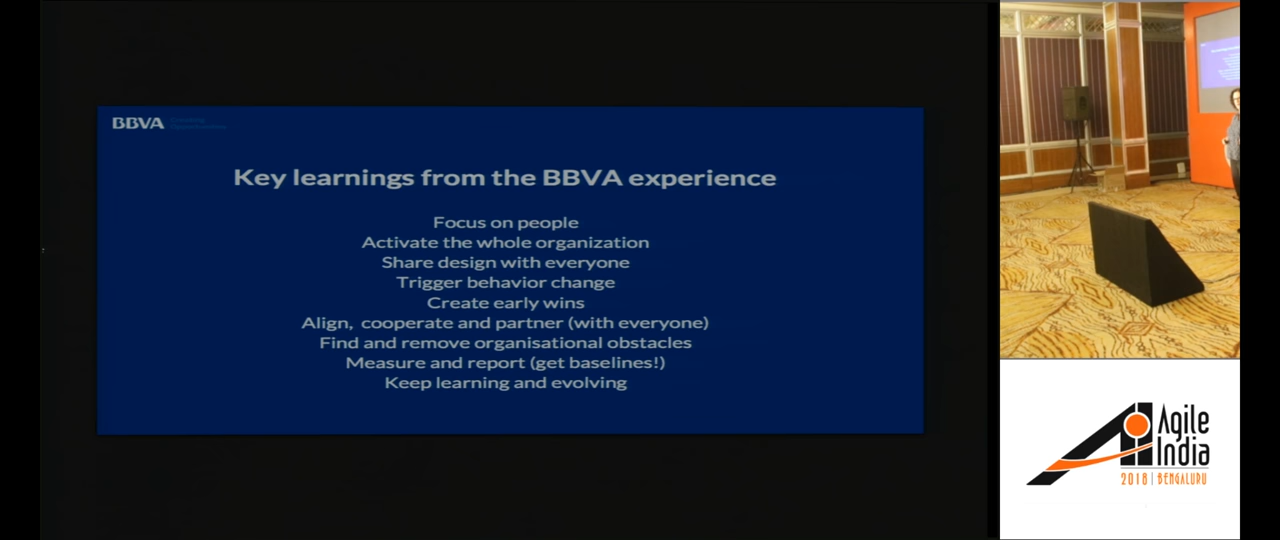 BBVA
Key learnings from the BBVA experience
Focus on people
Activate the whole organization
Share design with everyone
Trigger behavior change
Create early wins
Align, cooperate and partner (with everyone)
Find and remove organisational obstacles
Measure and report (get baselines!)
Keep learning and evolving
Agile
India
2018 | BENGALURU